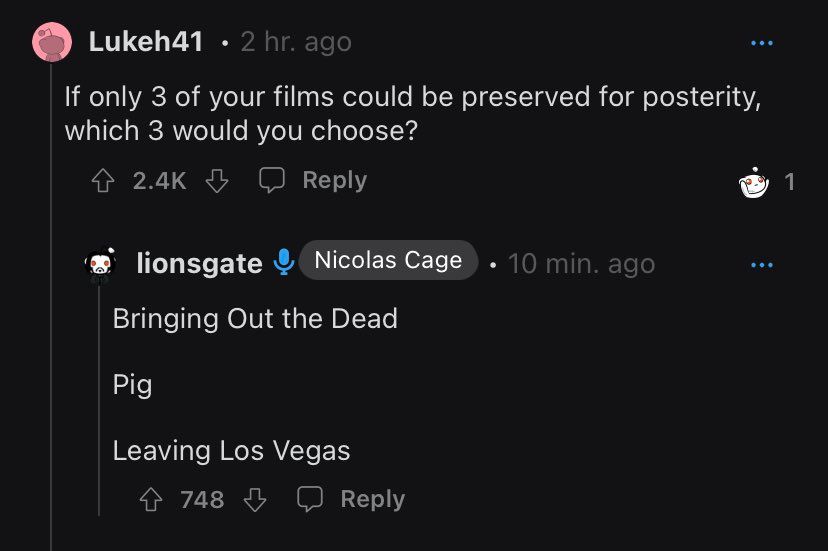 Lukeh41 • 2 hr. ago
If only 3 of your films could be preserved for posterity,
which 3 would you choose?
2.4K Reply 1
lionsgate Nicolas Cage • 10 min. ago
Bringing Out the Dead
Pig
Leaving Los Vegas
748 Reply